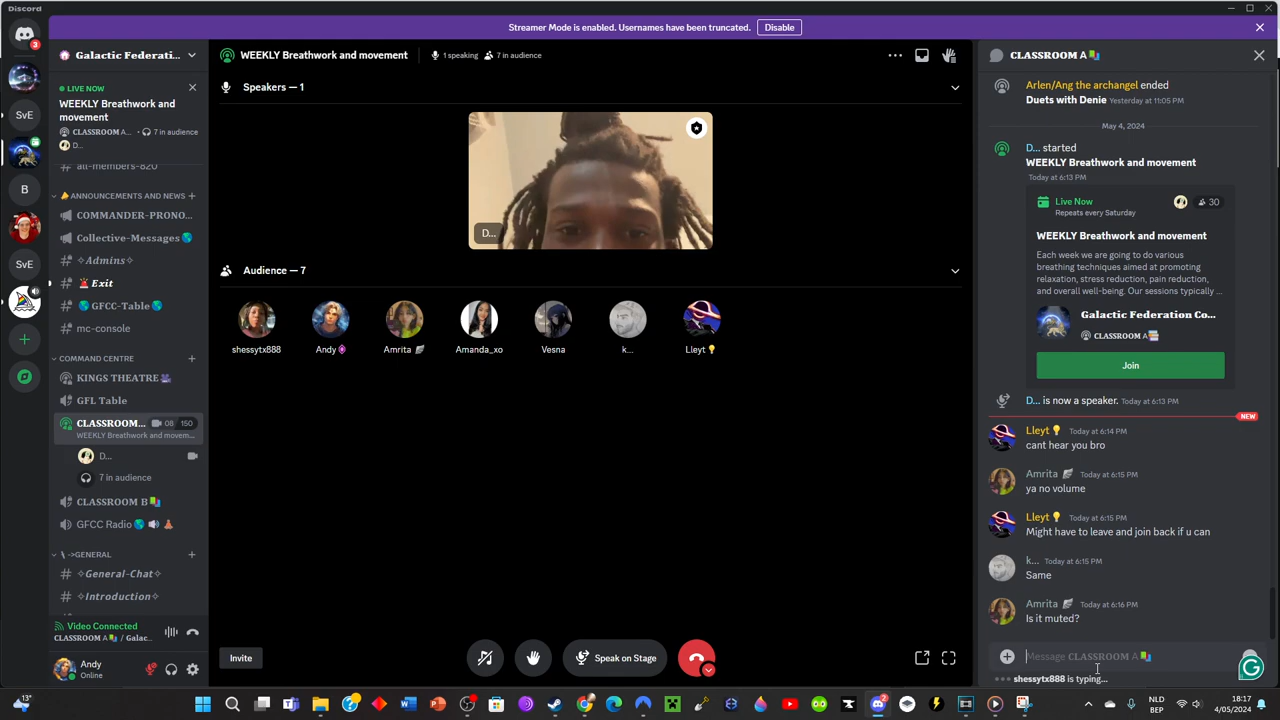 Discord
Streamer Mode is enabled. Usernames have been truncated.
Disable
3
Galactic Federati...
LIVE NOW
WEEKLY Breathwork and
movement
CLASSROOM A... • 7 in audience
D...
all-members-820
ANNOUNCEMENTS AND NEWS
COMMANDER-PRONO...
Collective-Messages
✧Admins✧
Exit
GFCC-Table
mc-console
COMMAND CENTRE
KINGS THEATRE
GFL Table
CLASSROOM... 08 150
WEEKLY Breathwork and movem...
D...
7 in audience
CLASSROOM B
GFCC Radio
\ ->GENERAL
✧General-Chat✧
✧Introduction✧
Video Connected
CLASSROOM A / Galac...
Andy
Online
SvE
B
SvE
WEEKLY Breathwork and movement
1 speaking 7 in audience
Speakers — 1
D...
Audience — 7
shessytx888
Andy
Amrita
Amanda_xo
Vesna
k...
Lleyt
Invite
Speak on Stage
CLASSROOM A
Arlen/Ang the archangel ended
Duets with Denie Yesterday at 11:05 PM
May 4, 2024
D... started
WEEKLY Breathwork and movement
Today at 6:13 PM
Live Now
Repeats every Saturday
30
WEEKLY Breathwork and movement
Each week we are going to do various
breathing techniques aimed at promoting
relaxation, stress reduction, pain reduction,
and overall well-being. Our sessions typically ...
Galactic Federation Co...
CLASSROOM A
Join
D... is now a speaker. Today at 6:13 PM
NEW
Lleyt Today at 6:14 PM
cant hear you bro
Amrita Today at 6:15 PM
ya no volume
Lleyt Today at 6:15 PM
Might have to leave and join back if u can
k... Today at 6:15 PM
Same
Amrita Today at 6:16 PM
Is it muted?
Message CLASSROOM A
shessytx888 is typing...
13°
2
NLD
BEP
18:17
4/05/2024